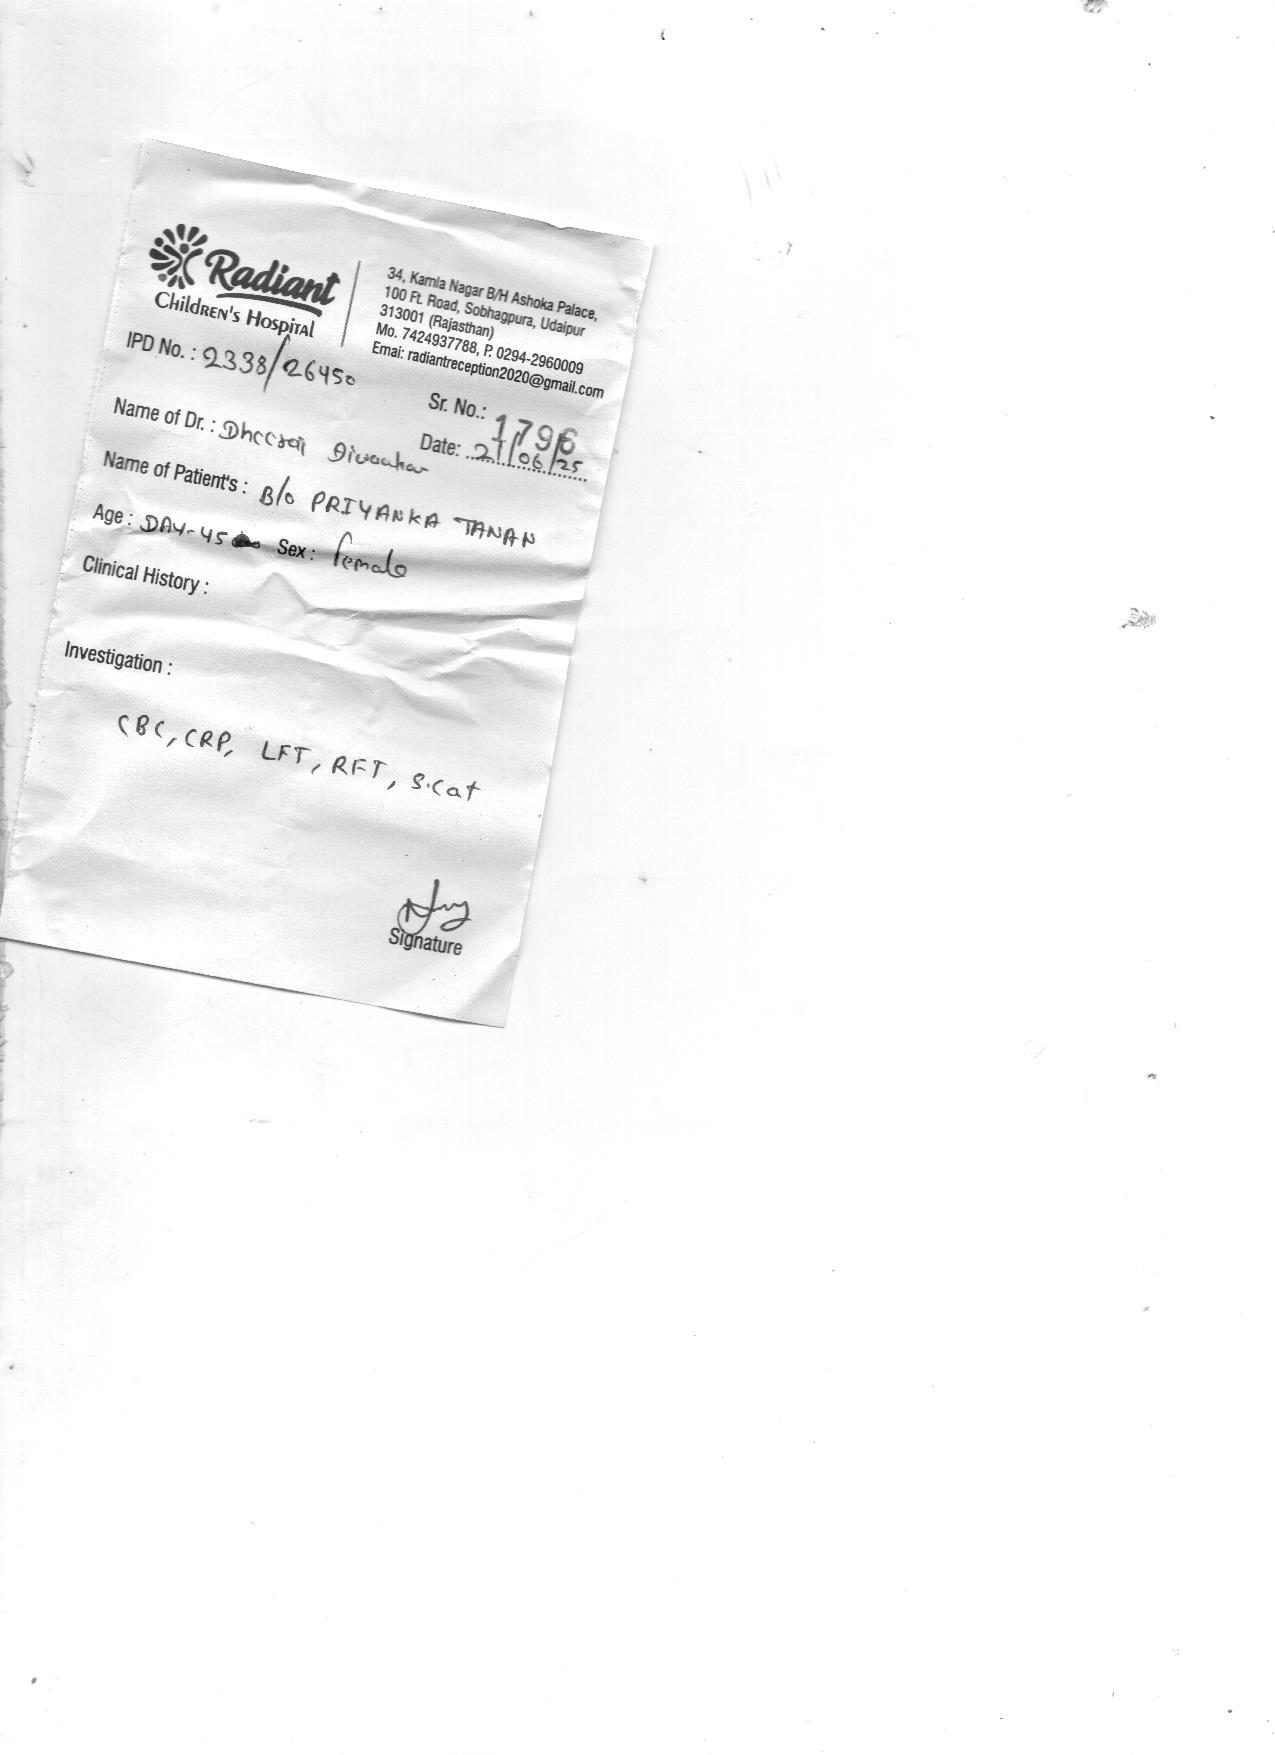 Radiant
Children's Hospital
34, Kamla Nagar B/H Ashoka Palace,
100 Ft. Road, Sobhagpura, Udaipur
313001 (Rajasthan)
Mo. 7424937788, P. 0294-2960009
Emai: radiantreception2020@gmail.com
IPD No. : 2338/26450
Sr. No.: 1796
Name of Dr. : Dheeraj Diwakar
Date: 21/06/25
Name of Patient's : B/o PRIYANKA TANAN
Age : DAY-45 Sex : female
Clinical History :
Investigation :
CBC, CRP, LFT, RFT, S.Cat
Signature